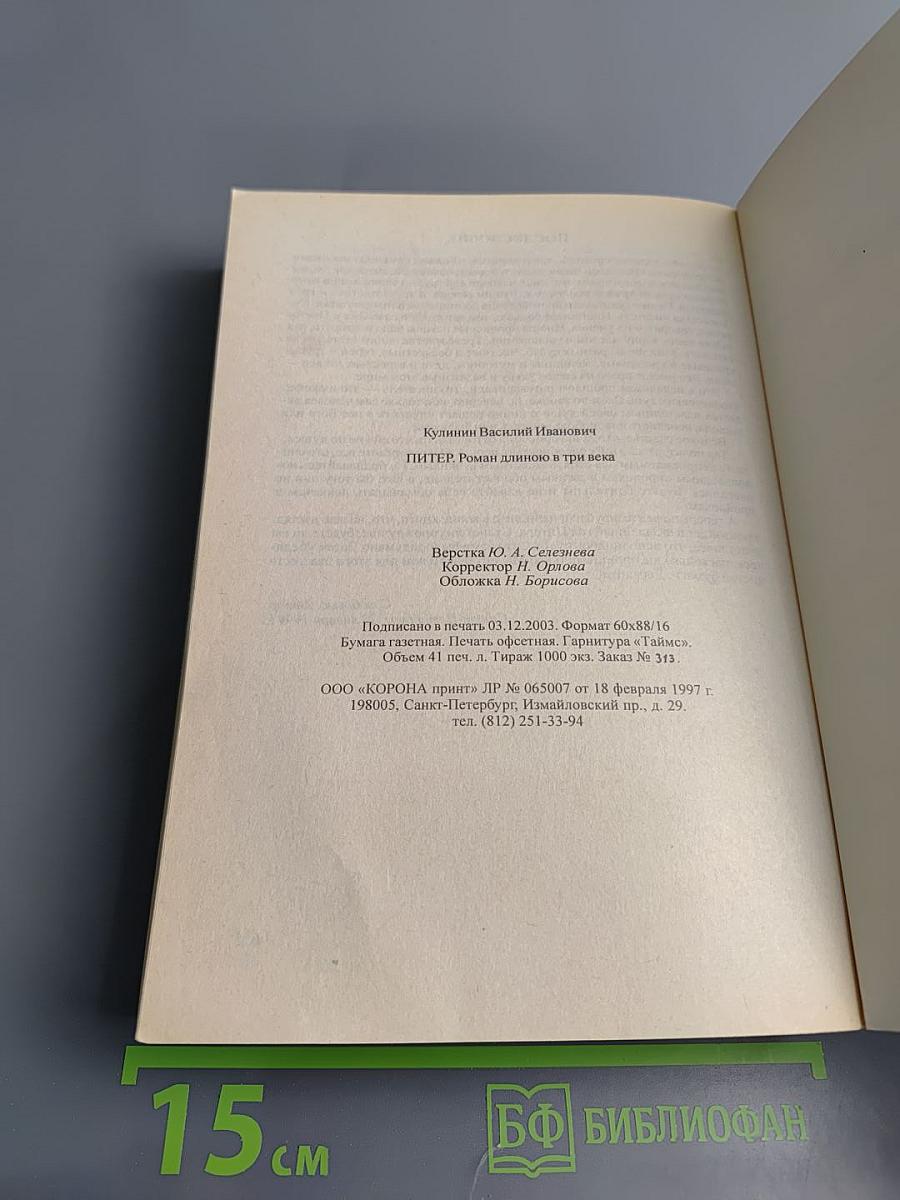 Кулинин Василий Иванович
ПИТЕР. Роман длиною в три века
Верстка Ю. А. Селезнева
Корректор Н. Орлова
Обложка Н. Борисова
Подписано в печать 03.12.2003. Формат 60х88/16
Бумага газетная. Печать офсетная. Гарнитура «Таймс».
Объем 41 печ. л. Тираж 1000 экз. Заказ № 313.
ООО «КОРОНА принт» ЛР № 065007 от 18 февраля 1997 г.
198005, Санкт-Петербург, Измайловский пр., д. 29.
тел. (812) 251-33-94
15 см
БФ БИБЛИОФАН